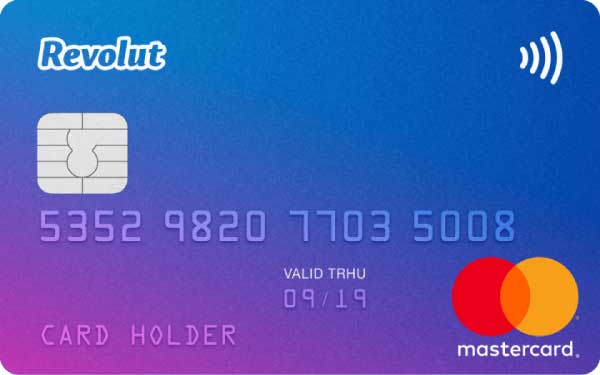 Revolut
5352 9820 7703 5008
VALID TRHU
09/19
CARD HOLDER
mastercard.